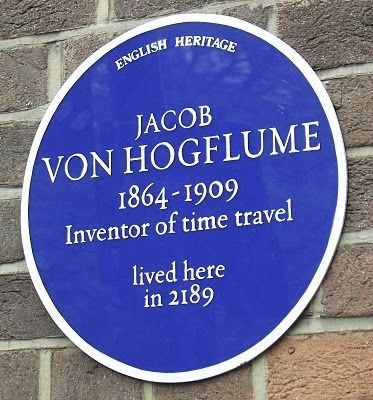 ENGLISH HERITAGE
JACOB
VON HOGFLUME
1864-1909
Inventor of time travel
lived here
in 2189